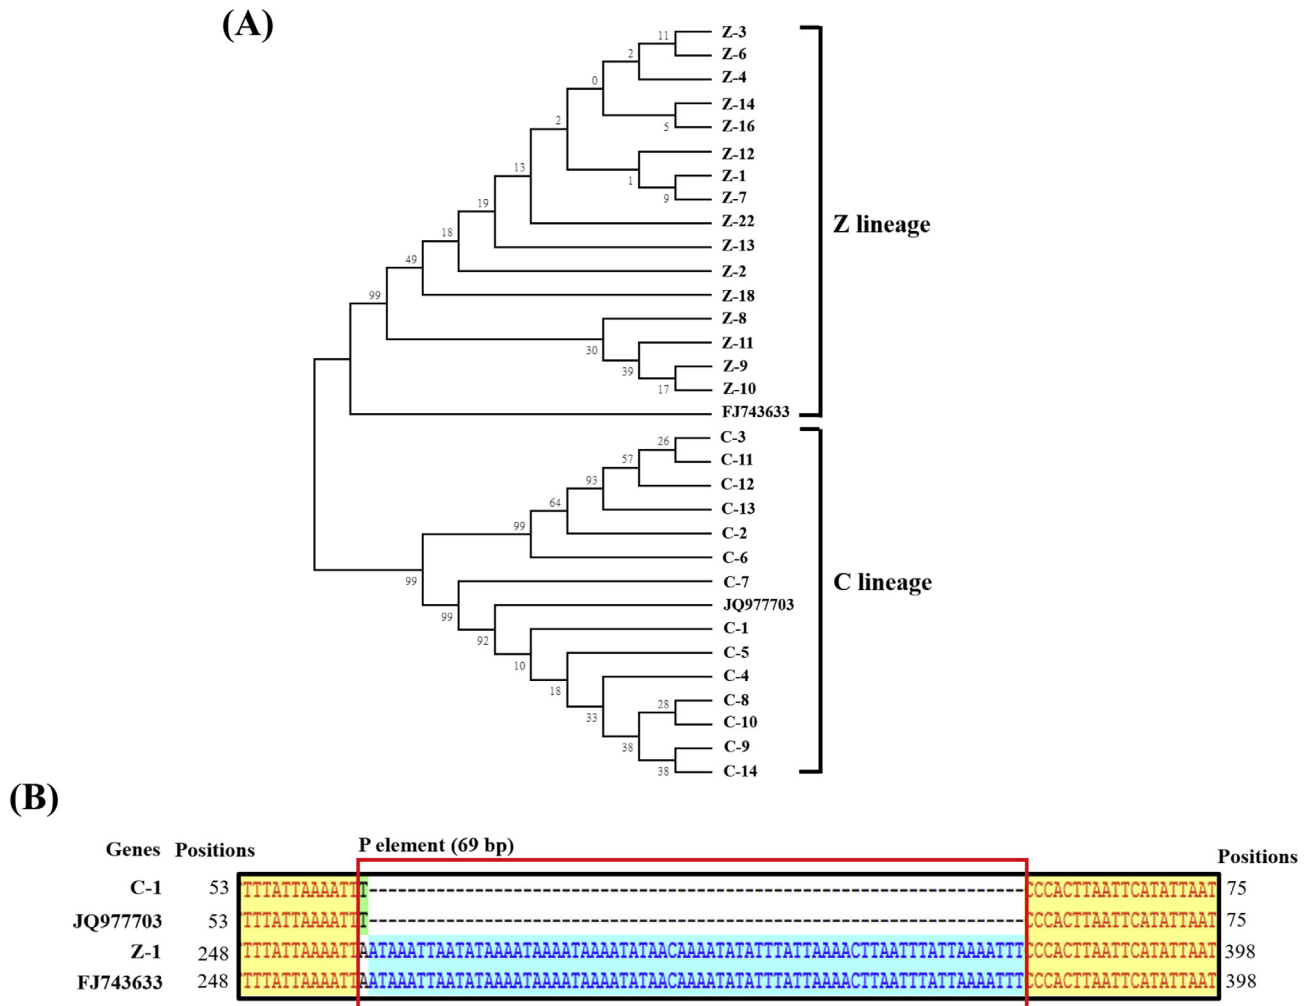 (A)
11
Z-3
Z-6
2
Z-4
0
Z-14
5
Z-16
2
Z-12
1
Z-1
9
Z-7
13
Z-22
Z lineage
19
Z-13
18
Z-2
49
Z-18
99
Z-8
30
Z-11
39
Z-9
17
Z-10
FJ743633
26
C-3
57
C-11
93
C-12
64
C-13
99
C-2
C-6
99
C-7
C lineage
99
JQ977703
92
C-1
10
C-5
18
C-4
33
28
C-8
C-10
38
C-9
38
C-14
(B)
Genes Positions P element (69 bp) Positions
C-1 53 TTTATTAAAATTT------------------------------------------------------------------CCCACTTAATTCATATTAAT 75
JQ977703 53 TTTATTAAAATTT------------------------------------------------------------------CCCACTTAATTCATATTAAT 75
Z-1 248 TTTATTAAAATTAATAAATTAATATAAAATAAAATAAAATATAACAAAATATATTTATTAAAACTTAATTTATTAAAATTTCCCACTTAATTCATATTAAT 398
FJ743633 248 TTTATTAAAATTAATAAATTAATATAAAATAAAATAAAATATAACAAAATATATTTATTAAAACTTAATTTATTAAAATTTCCCACTTAATTCATATTAAT 398